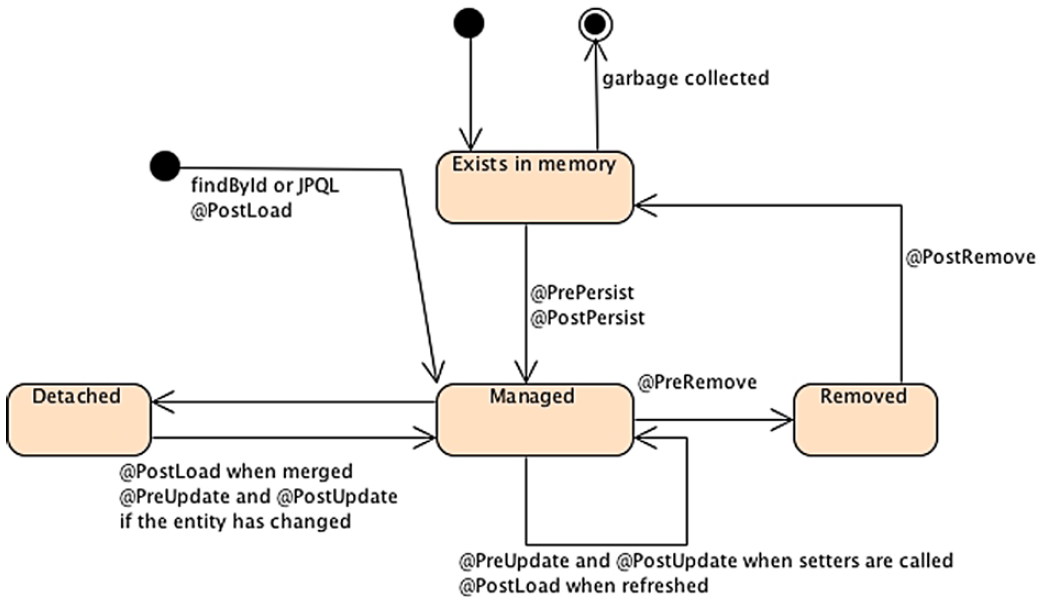 garbage collected
Exists in memory
findById or JPQL
@PostLoad
@PostRemove
@PrePersist
@PostPersist
Detached
Managed
@PreRemove
Removed
@PostLoad when merged
@PreUpdate and @PostUpdate
if the entity has changed
@PreUpdate and @PostUpdate when setters are called
@PostLoad when refreshed